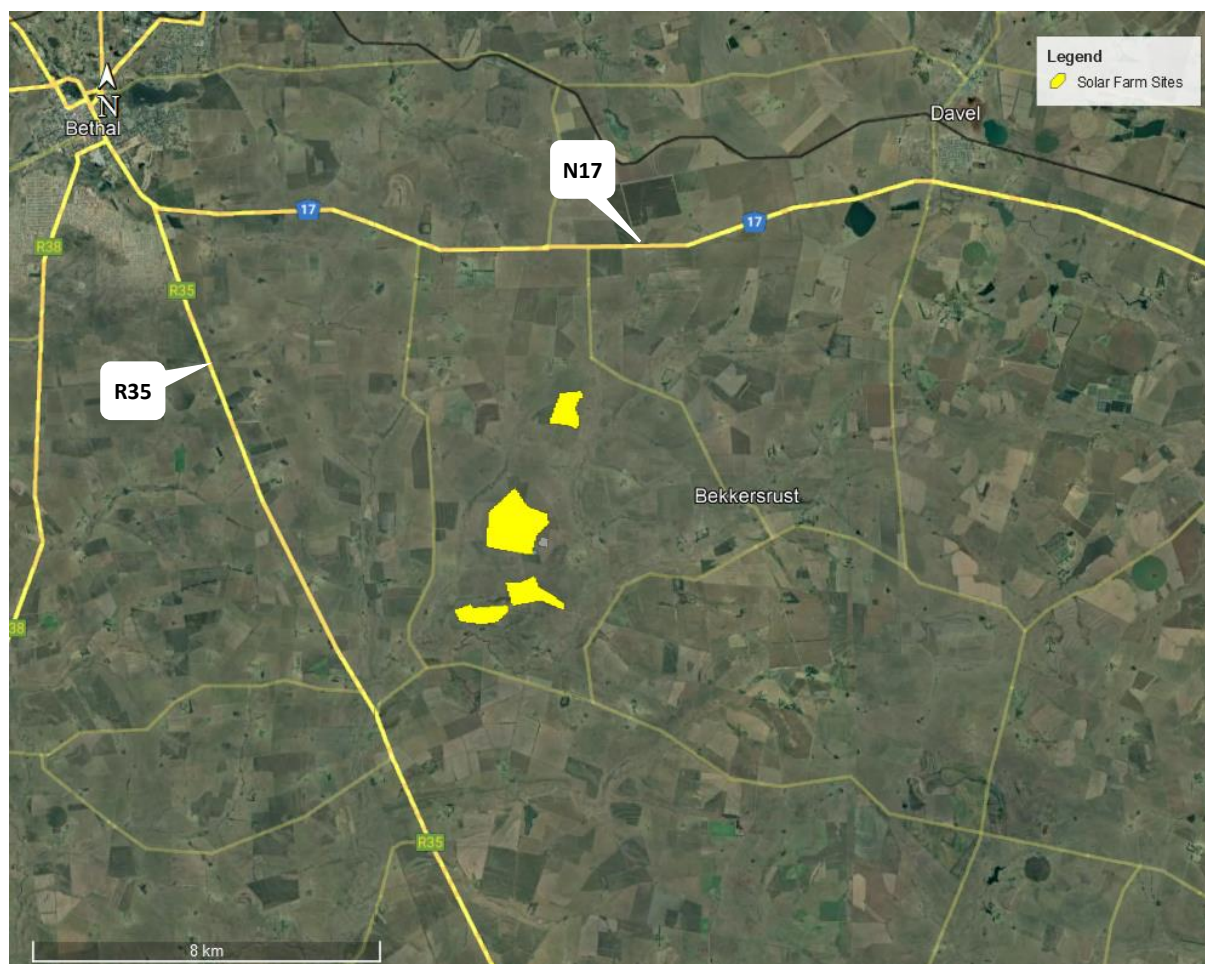 Legend
Solar Farm Sites
N
Bethal
Davel
N17
17
17
R38
R35
R35
Bekkersrust
38
R35
8 km